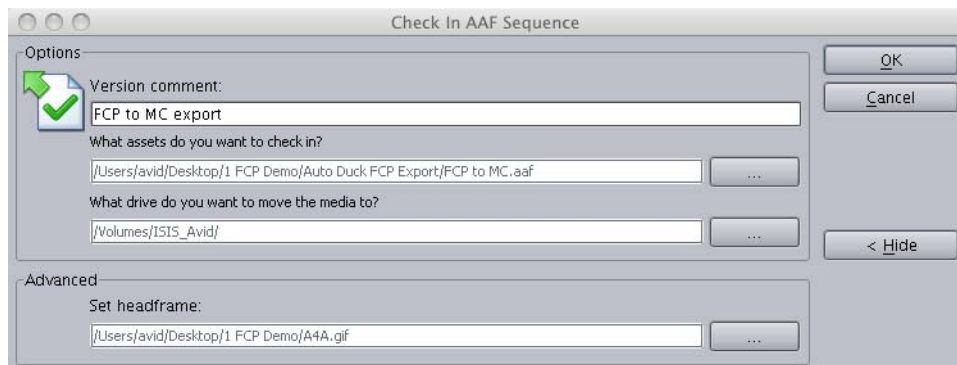 Check In AAF Sequence
Options
Version comment:
FCP to MC export
What assets do you want to check in?
/Users/avid/Desktop/1 FCP Demo/Auto Duck FCP Export/FCP to MC.aaf
...
What drive do you want to move the media to?
/Volumes/ISIS_Avid/
...
OK
Cancel
< Hide
Advanced
Set headframe:
/Users/avid/Desktop/1 FCP Demo/A4A.gif
...